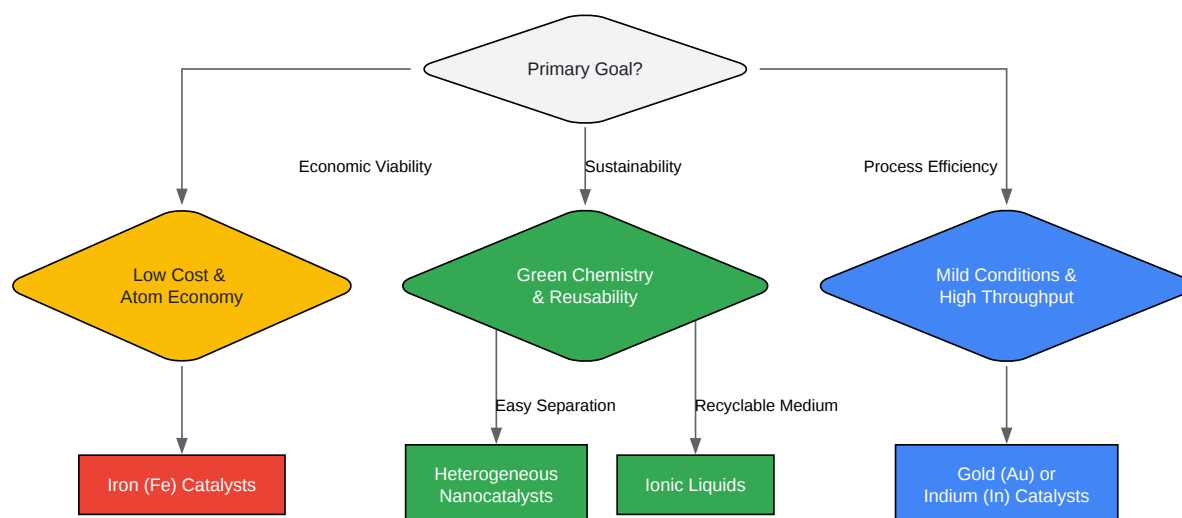 Primary Goal?
Economic Viability
Sustainability
Process Efficiency
Low Cost &
Atom Economy
Green Chemistry
& Reusability
Mild Conditions &
High Throughput
Easy Separation
Recyclable Medium
Iron (Fe) Catalysts
Heterogeneous
Nanocatalysts
Ionic Liquids
Gold (Au) or
Indium (In) Catalysts